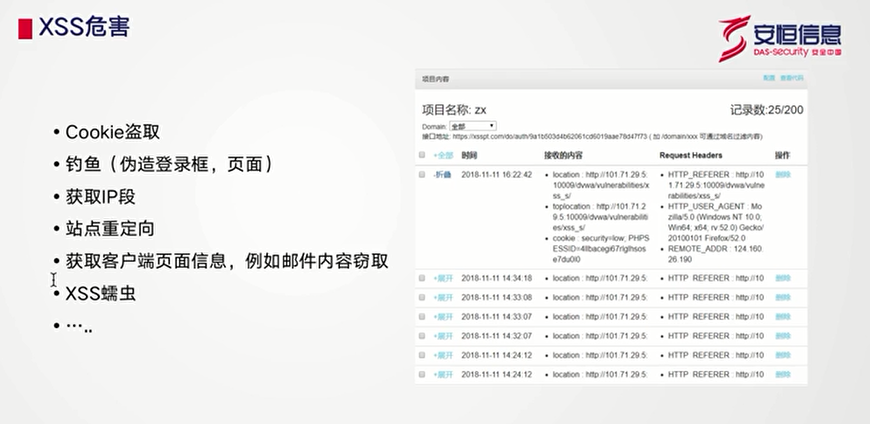 XSS危害
安恒信息
DAS-security 安全中国
• Cookie盗取
• 钓鱼（伪造登录框，页面）
• 获取IP段
• 站点重定向
• 获取客户端页面信息，例如邮件内容窃取
• XSS蠕虫
• …..
项目内容 配置 查看代码
项目名称: zx 记录数:25/200
Domain: 全部
接口地址: https://xsspt.com/do/auth/ ( 加 /domain/xxx 可通过域名过滤内容)
+全部 时间 接收的内容 Request Headers 操作
-折叠 2018-11-11 16:22:42 • location : http://101.71.29.5: • HTTP_REFERER : http://10 删除
10009/dvwa/vulnerabilities/x 1.71.29.5:10009/dvwa/vulne
ss_s/ rabilities/xss_s/
• toplocation : http://101.71.2 • HTTP_USER_AGENT : Mo
9.5:10009/dvwa/vulnerabiliti zilla/5.0 (Windows NT 10.0;
es/xss_s/ Win64; x64; rv:52.0) Gecko/
• cookie : security=low; PHPS 20100101 Firefox/52.0
• REMOTE_ADDR : 124.160.
26.190
+展开 2018-11-11 14:34:18 • location : http://101.71.29.5: • HTTP_REFERER : http://10 删除
+展开 2018-11-11 14:33:08 • location : http://101.71.29.5: • HTTP_REFERER : http://10 删除
+展开 2018-11-11 14:33:07 • location : http://101.71.29.5: • HTTP_REFERER : http://10 删除
+展开 2018-11-11 14:32:07 • location : http://101.71.29.5: • HTTP_REFERER : http://10 删除
+展开 2018-11-11 14:24:12 • location : http://101.71.29.5: • HTTP_REFERER : http://10 删除
+展开 2018-11-11 14:24:12 • location : http://101.71.29.5: • HTTP_REFERER : http://10 删除